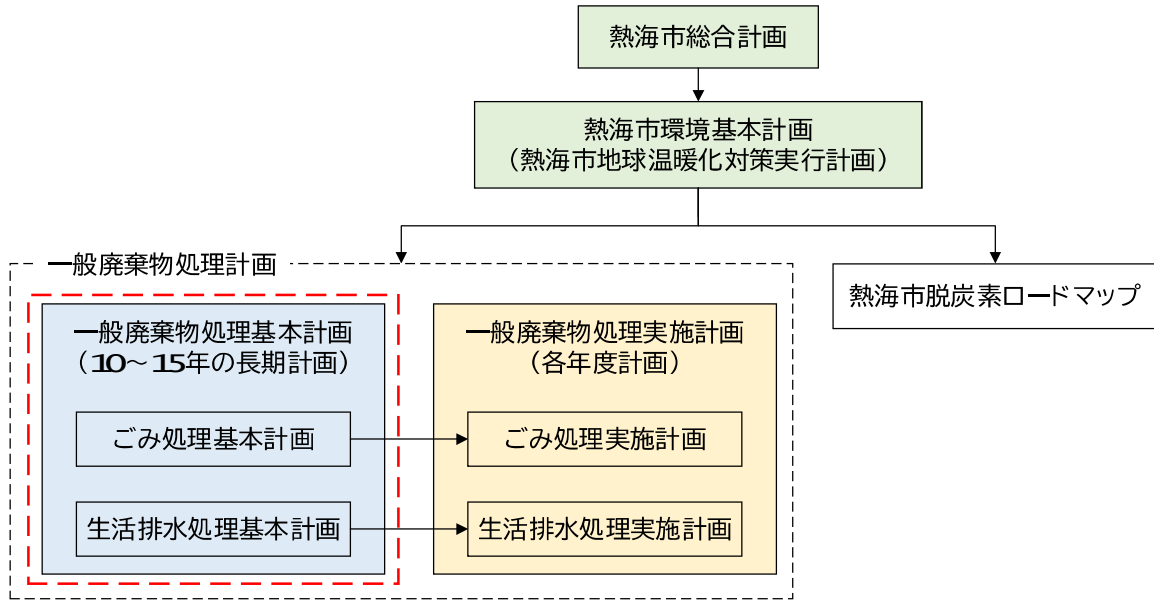 熱海市総合計画
熱海市環境基本計画
（熱海市地球温暖化対策実行計画）
一般廃棄物処理計画
熱海市脱炭素ロードマップ
一般廃棄物処理基本計画
（10～15年の長期計画）
一般廃棄物処理実施計画
（各年度計画）
ごみ処理基本計画
ごみ処理実施計画
生活排水処理基本計画
生活排水処理実施計画